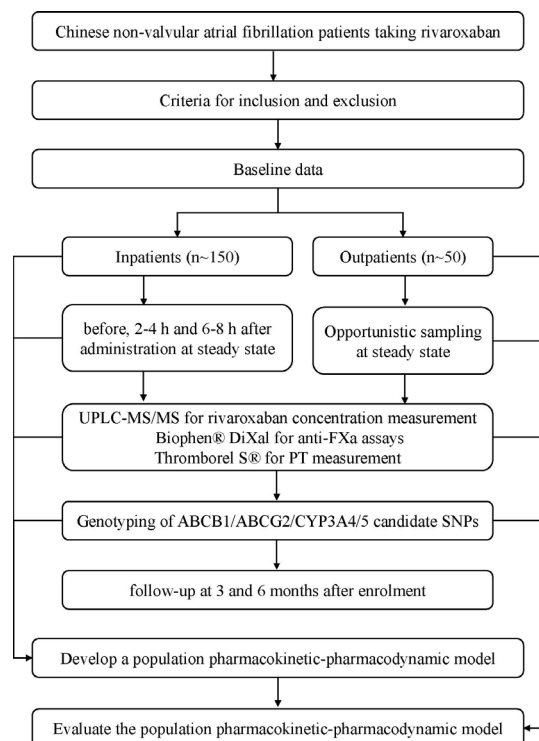 Chinese non-valvular atrial fibrillation patients taking rivaroxaban
Criteria for inclusion and exclusion
Baseline data
Inpatients (n~150)
Outpatients (n~50)
before, 2-4 h and 6-8 h after
administration at steady state
Opportunistic sampling
at steady state
UPLC-MS/MS for rivaroxaban concentration measurement
Biophen® DiXal for anti-FXa assays
Thromborel S® for PT measurement
Genotyping of ABCB1/ABCG2/CYP3A4/5 candidate SNPs
follow-up at 3 and 6 months after enrolment
Develop a population pharmacokinetic-pharmacodynamic model
Evaluate the population pharmacokinetic-pharmacodynamic model